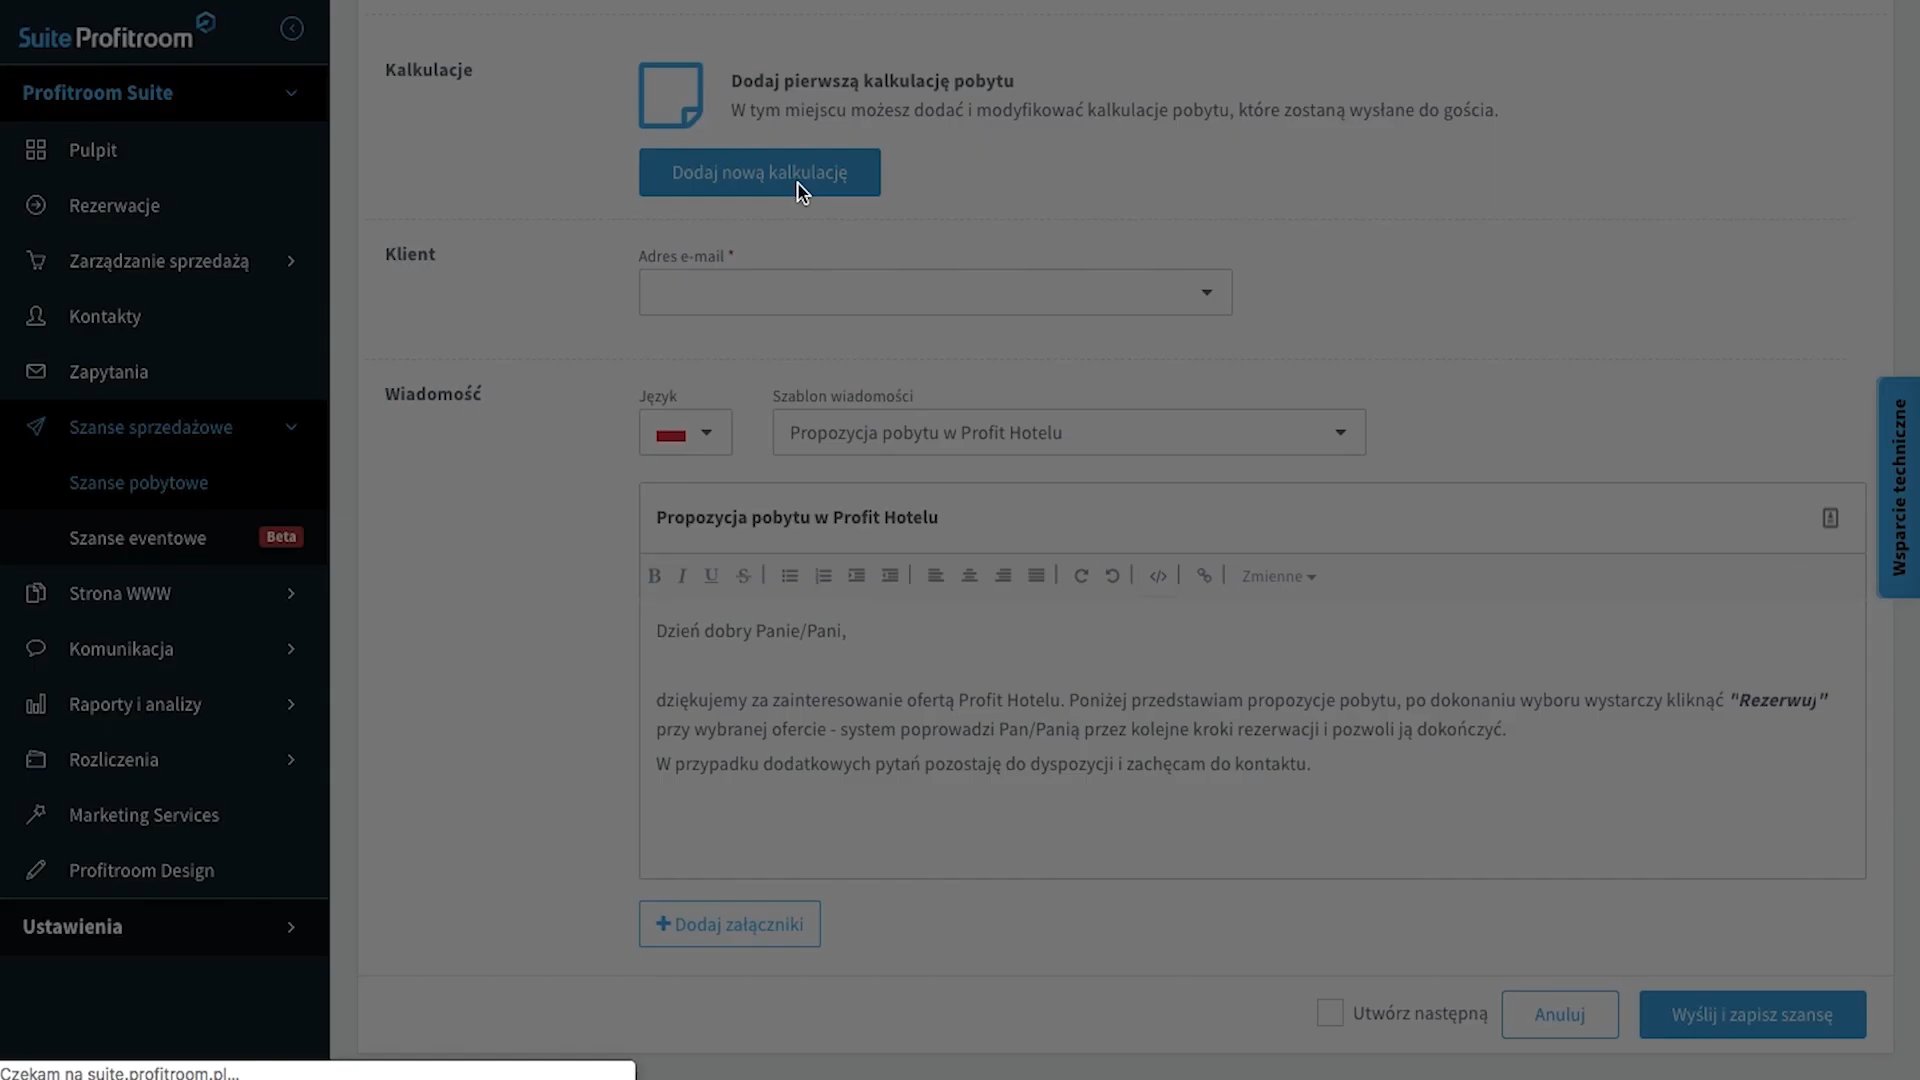 Suite Profitroom
Profitroom Suite
Pulpit
Rezerwacje
Zarządzanie sprzedażą
Kontakty
Zapytania
Szanse sprzedażowe
Szanse pobytowe
Szanse eventowe Beta
Strona WWW
Komunikacja
Raporty i analizy
Rozliczenia
Marketing Services
Profitroom Design
Ustawienia
Kalkulacje
Dodaj pierwszą kalkulację pobytu
W tym miejscu możesz dodać i modyfikować kalkulacje pobytu, które zostaną wysłane do gościa.
Dodaj nową kalkulację
Klient
Adres e-mail *
Wiadomość
Język
Szablon wiadomości
Propozycja pobytu w Profit Hotelu
Propozycja pobytu w Profit Hotelu
B I U S Zmienne
Dzień dobry Panie/Pani,
dziękujemy za zainteresowanie ofertą Profit Hotelu. Poniżej przedstawiam propozycje pobytu, po dokonaniu wyboru wystarczy kliknąć "Rezerwuj"
przy wybranej ofercie - system poprowadzi Pan/Panią przez kolejne kroki rezerwacji i pozwoli ją dokończyć.
W przypadku dodatkowych pytań pozostaję do dyspozycji i zachęcam do kontaktu.
+ Dodaj załączniki
Utwórz następną
Anuluj
Wyślij i zapisz szansę
Wsparcie techniczne
Czekam na suite.profitroom.pl...